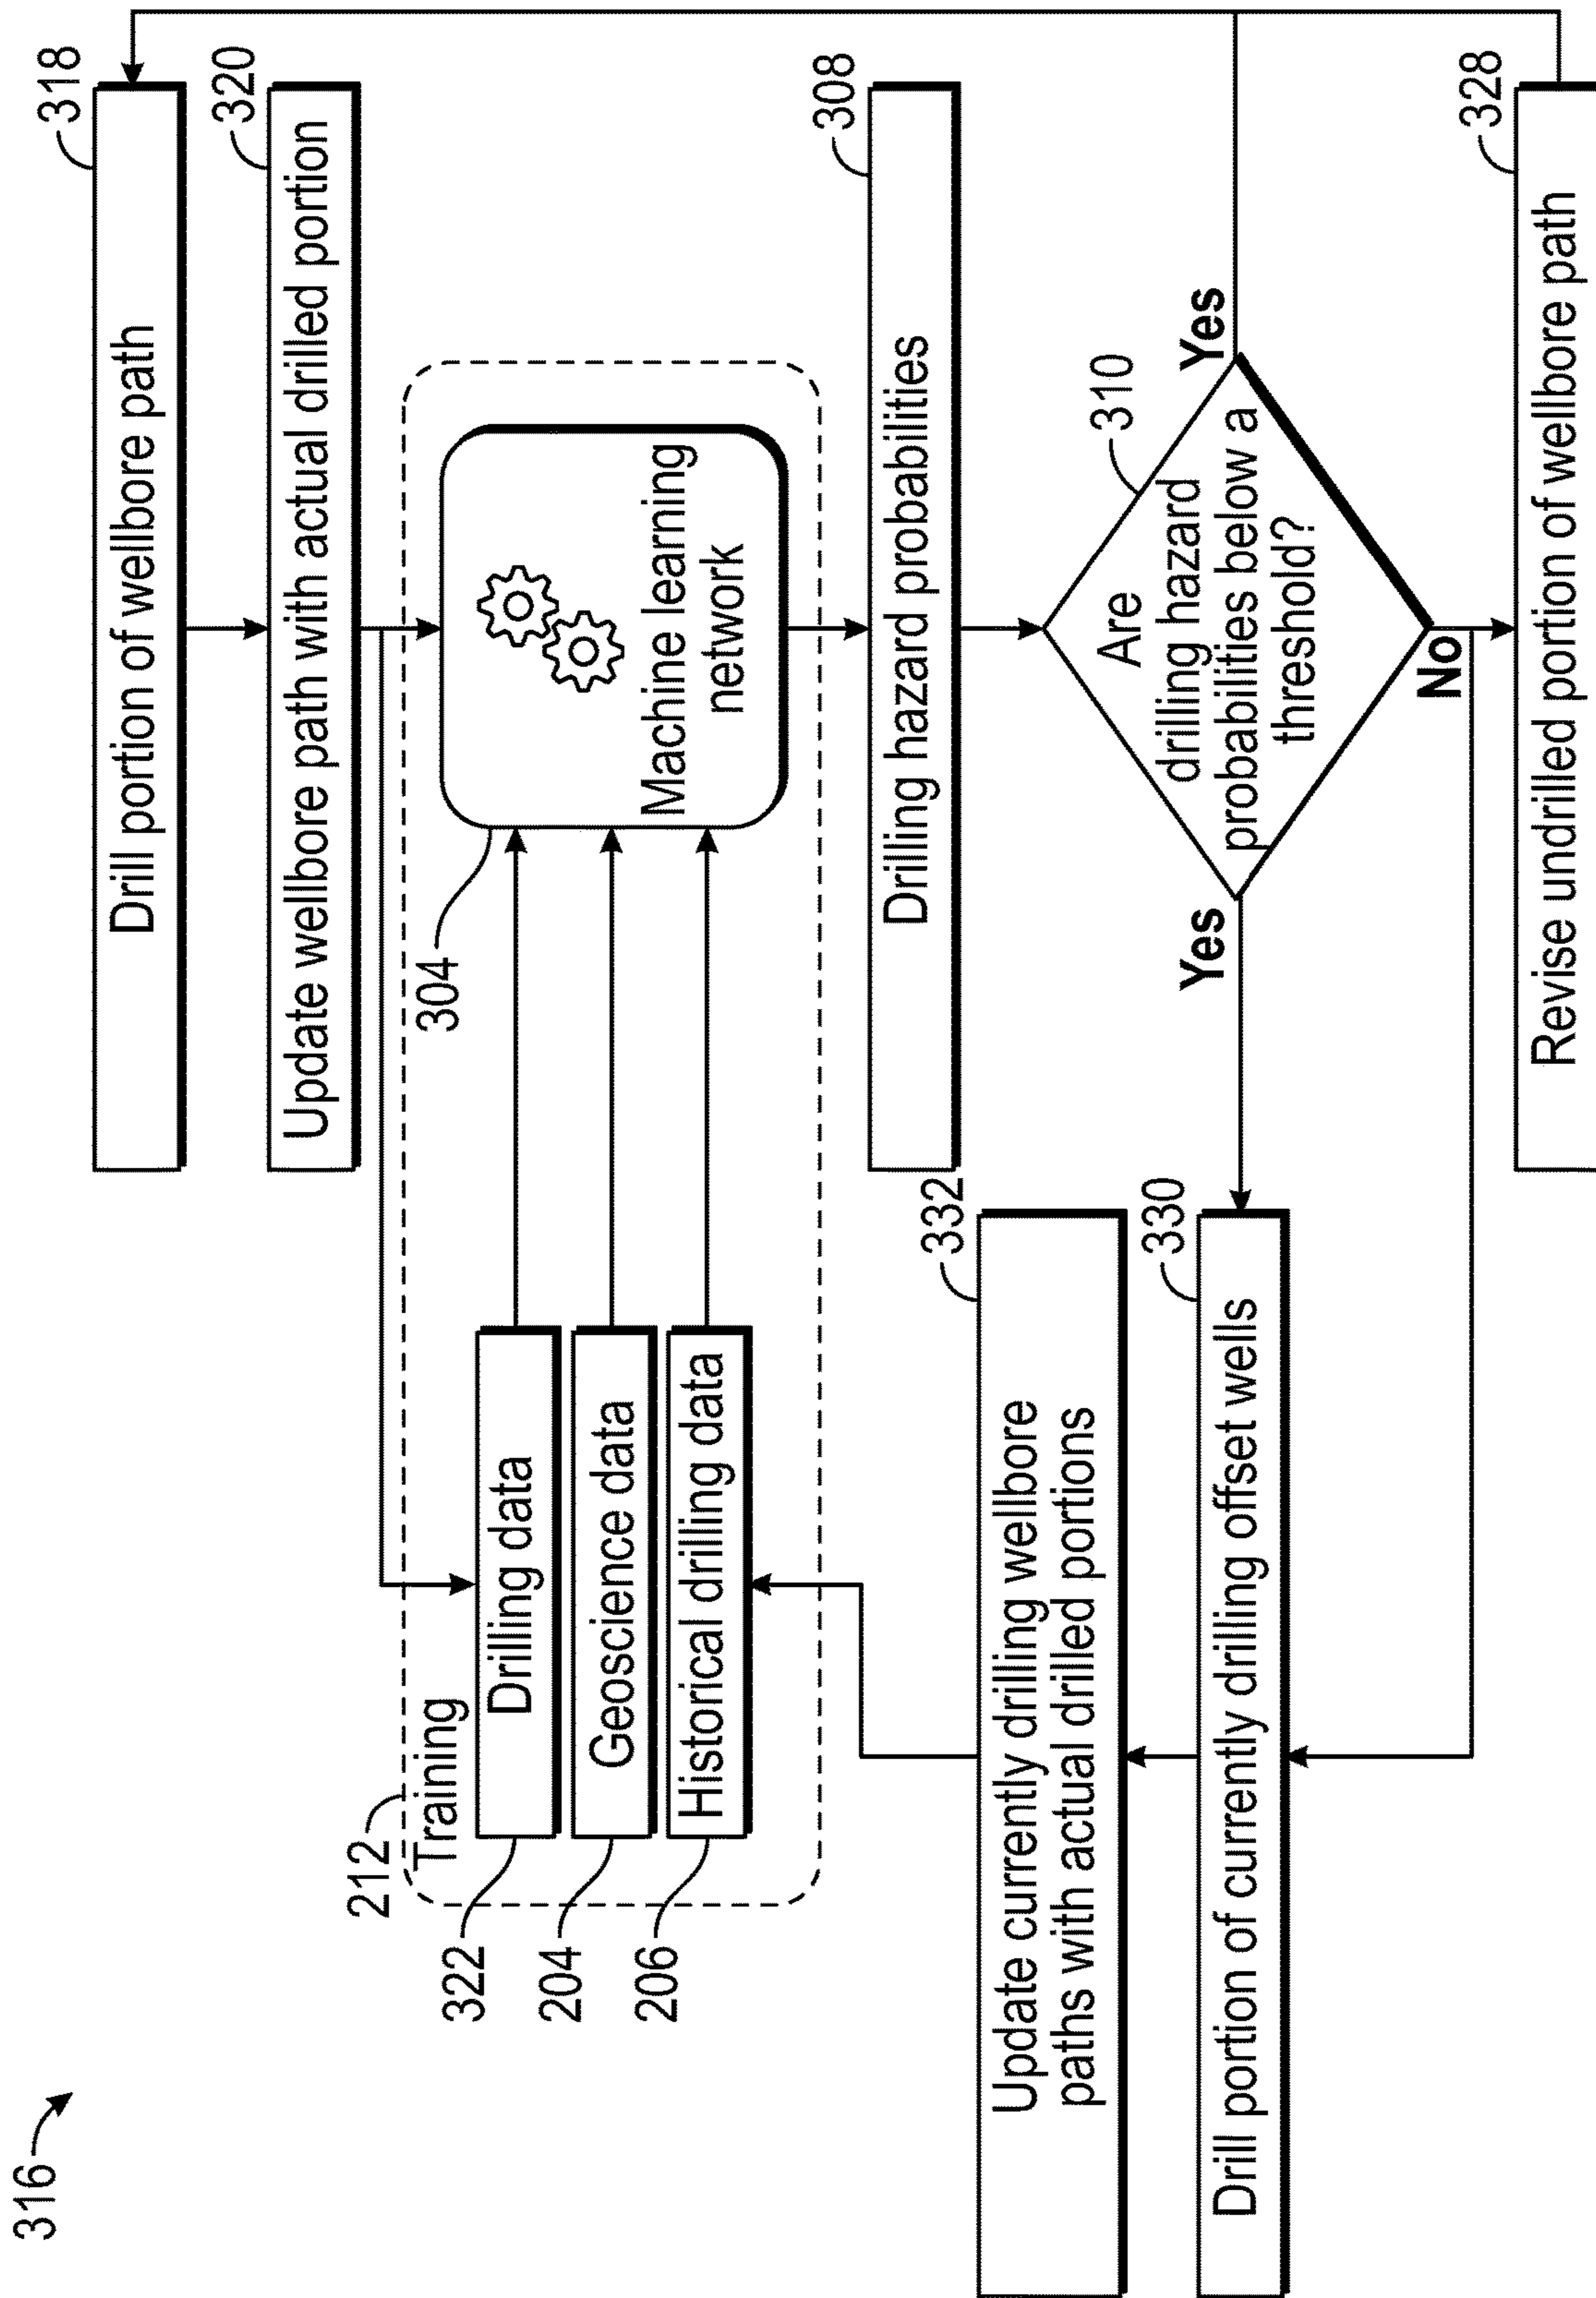 316
318
Drill portion of wellbore path
320
Update wellbore path with actual drilled portion
212
Training
322
Drilling data
204
Geoscience data
206
Historical drilling data
304
Machine learning
network
308
Drilling hazard probabilities
310
Are
drilling hazard
probabilities below a
threshold?
Yes
Yes
No
332
Update currently drilling wellbore
paths with actual drilled portions
330
Drill portion of currently drilling offset wells
328
Revise undrilled portion of wellbore path